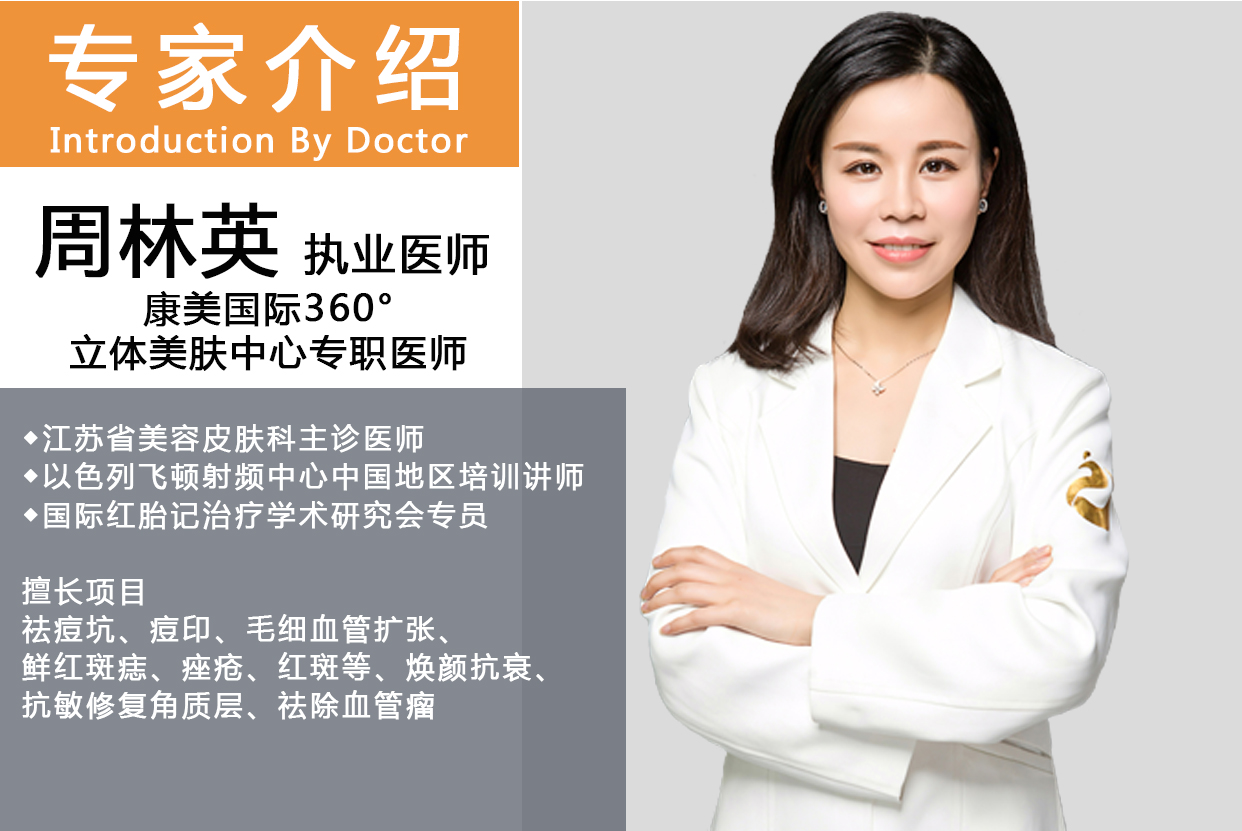 专家介绍
Introduction By Doctor
周林英 执业医师
康美国际360°
立体美肤中心专职医师
◆江苏省美容皮肤科主诊医师
◆以色列飞顿射频中心中国地区培训讲师
◆国际红胎记治疗学术研究会专员
擅长项目
祛痘坑、痘印、毛细血管扩张、
鲜红斑痣、痤疮、红斑等、焕颜抗衰、
抗敏修复角质层、祛除血管瘤